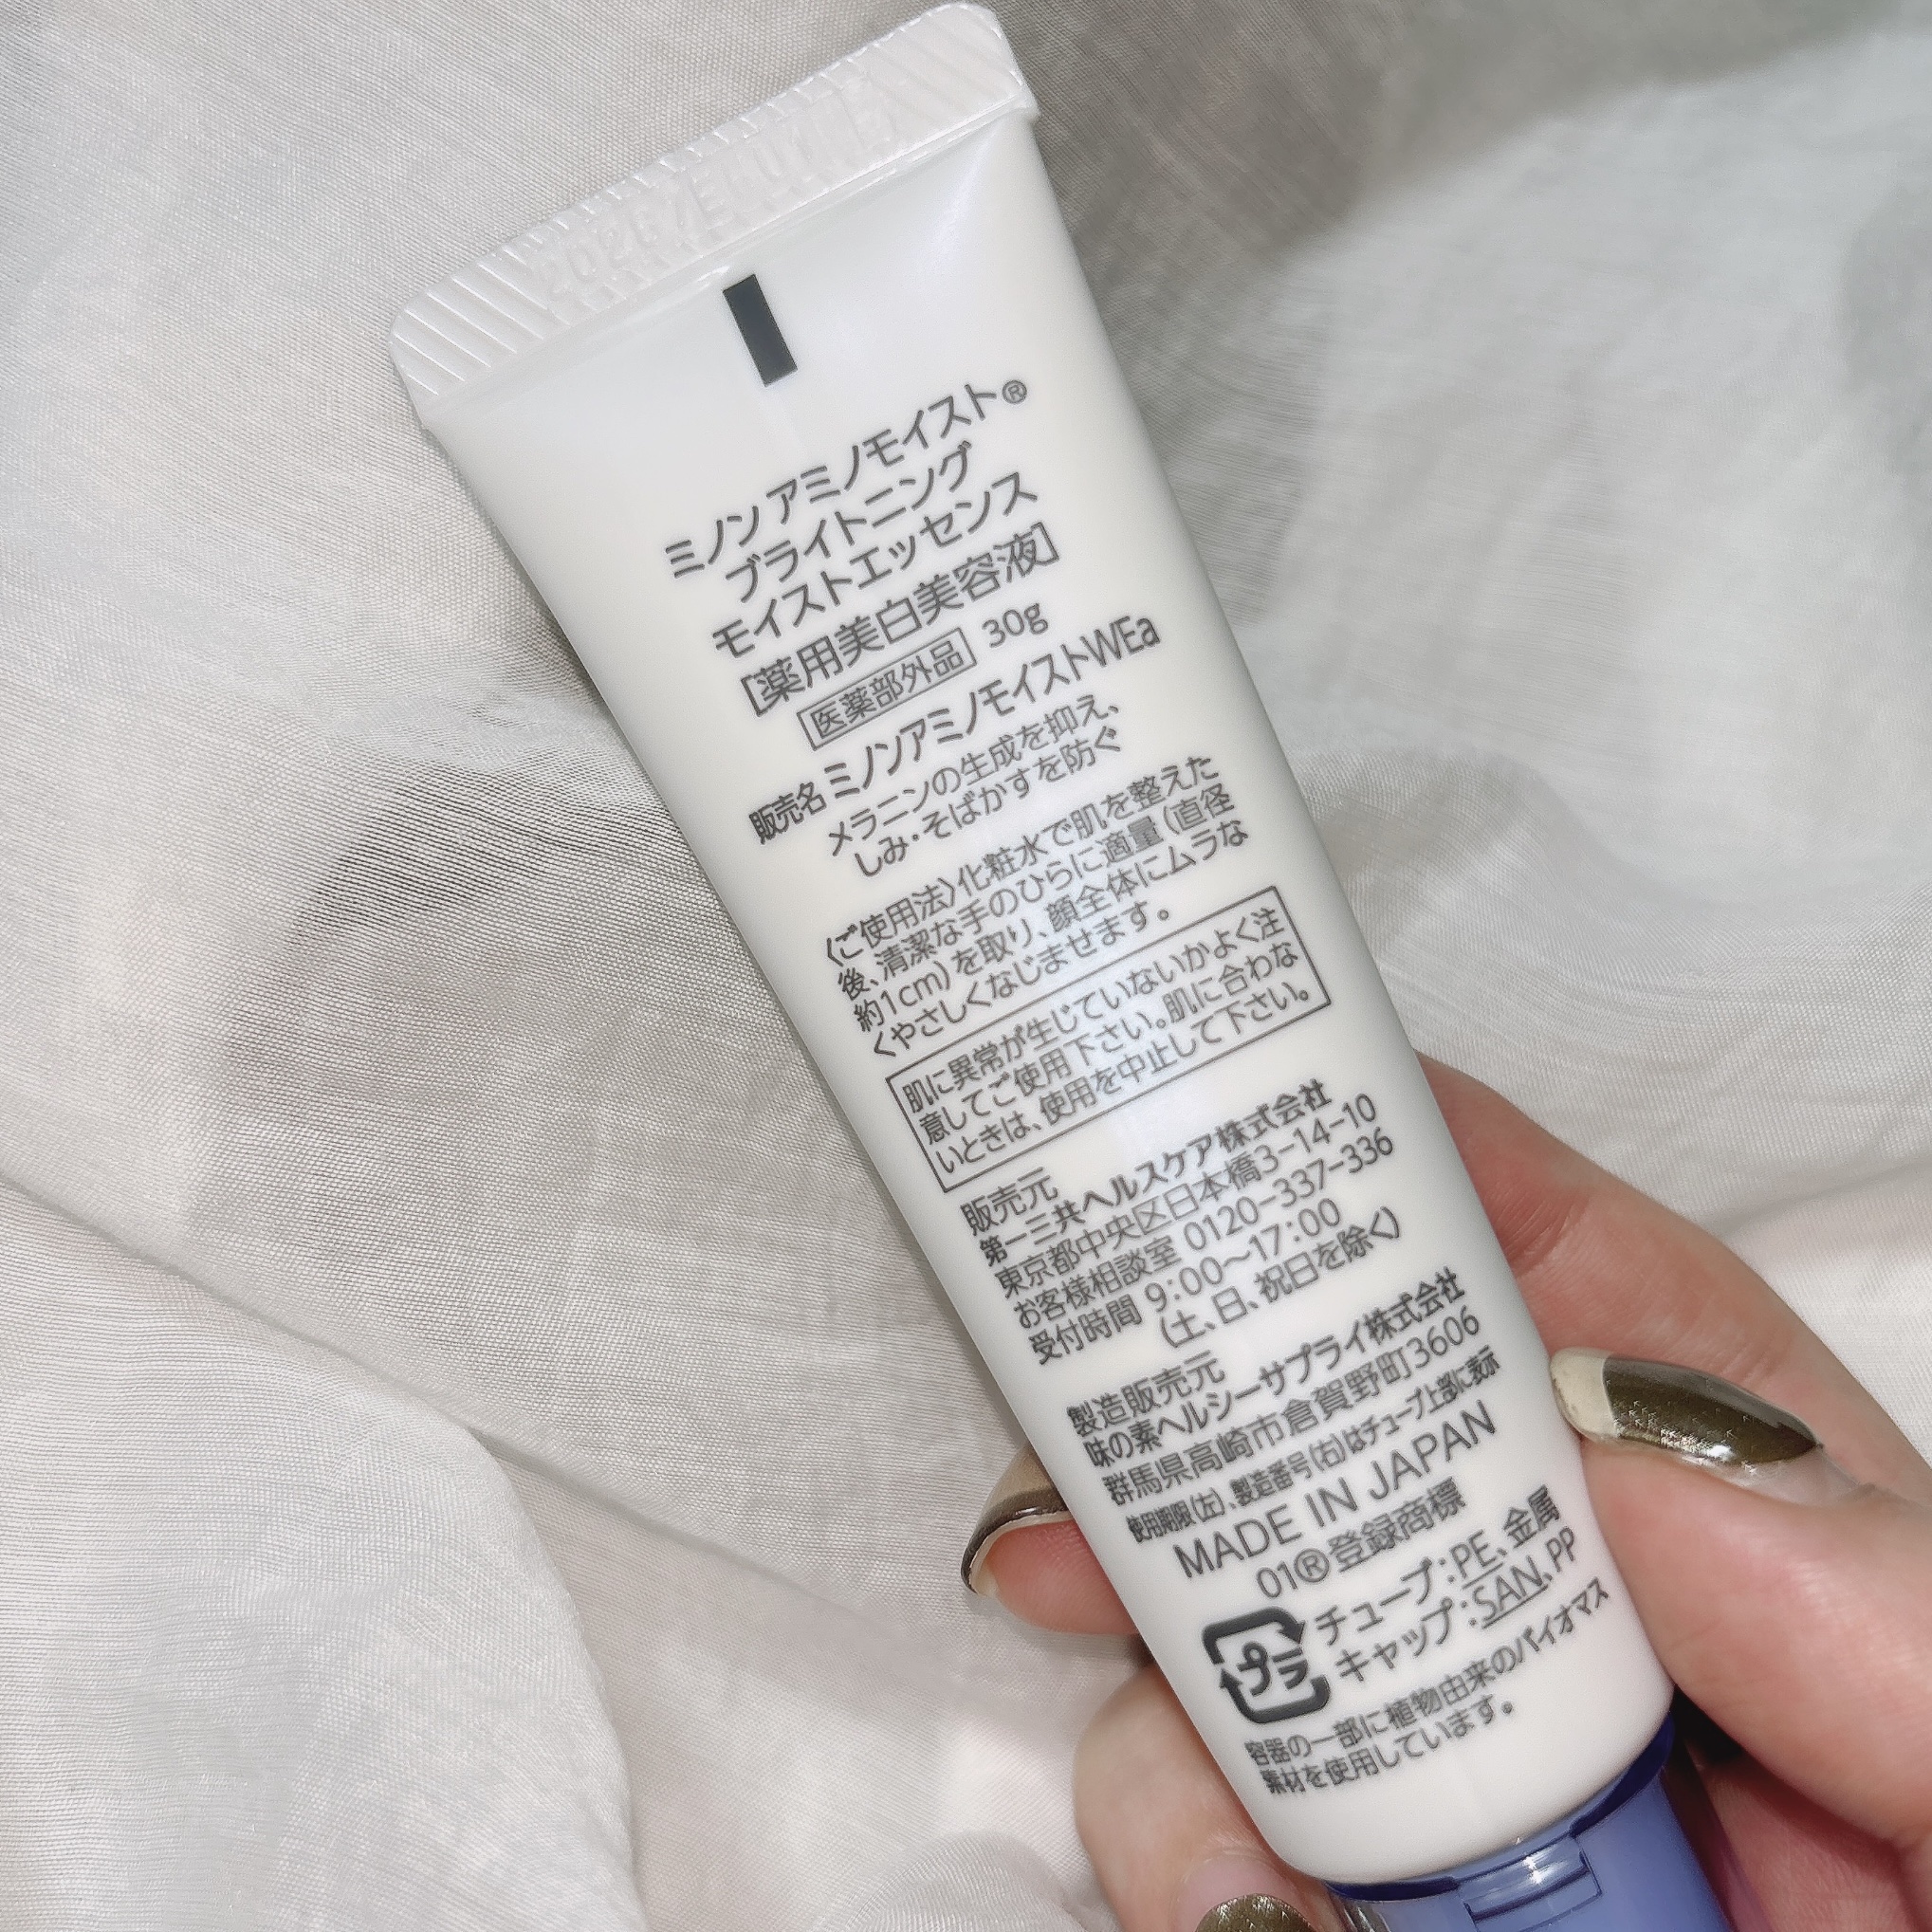 ミノン アミノモイスト®
ブライトニング
モイストエッセンス
[薬用美白美容液]
医薬部外品 30g
販売名 ミノンアミノモイストWEa
メラニンの生成を抑え、
しみ・そばかすを防ぐ
〈ご使用法〉化粧水で肌を整えた
後、清潔な手のひらに適量（直径
約1cm）を取り、顔全体にムラな
くやさしくなじませます。
肌に異常が生じていないかよく注
意してご使用下さい。肌に合わな
いときは、使用を中止して下さい。
販売元
第一三共ヘルスケア株式会社
東京都中央区日本橋3-14-10
お客様相談室 0120-337-336
受付時間 9:00〜17:00
（土、日、祝日を除く）
製造販売元
味の素ヘルシーサプライ株式会社
群馬県高崎市倉賀野町3606
使用期限（左）、製造番号（右）はチューブ上部に表示
MADE IN JAPAN
01®登録商標
プラ
チューブ：PE、金属
キャップ：SAN、PP
容器の一部に植物由来のバイオマス
素材を使用しています。